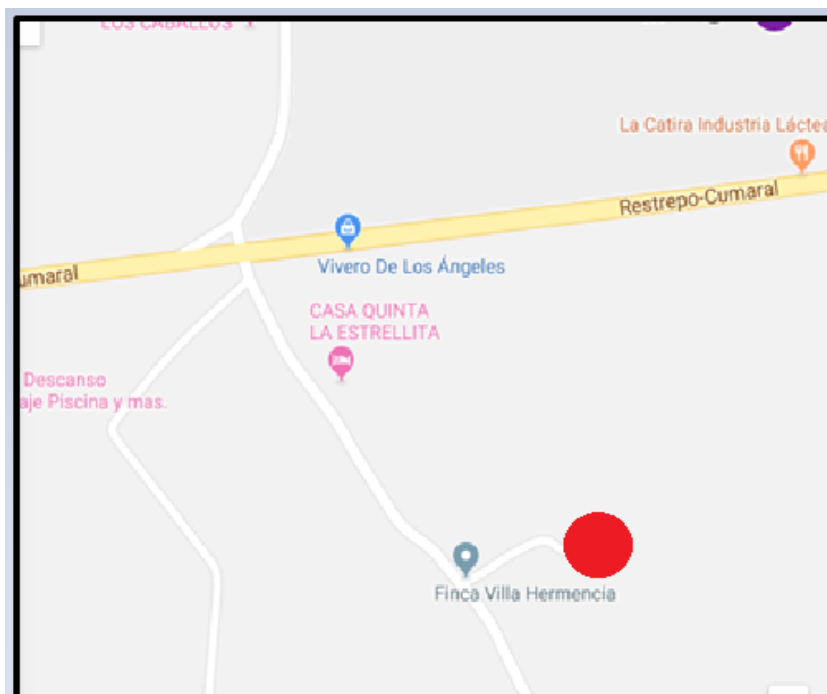 LOS CABALLOS
La Catira Industria Láctea
Restrepo-Cumaral
Vivero De Los Ángeles
umaral
CASA QUINTA
LA ESTRELLITA
Descanso
aje Piscina y mas.
Finca Villa Hermencia